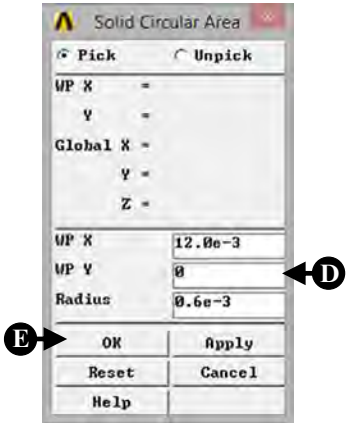 Solid Circular Area
Pick Unpick
WP X =
Y =
Global X =
Y =
Z =
WP X 12.0e-3
WP Y 0 D
Radius 0.6e-3
E OK Apply
Reset Cancel
Help